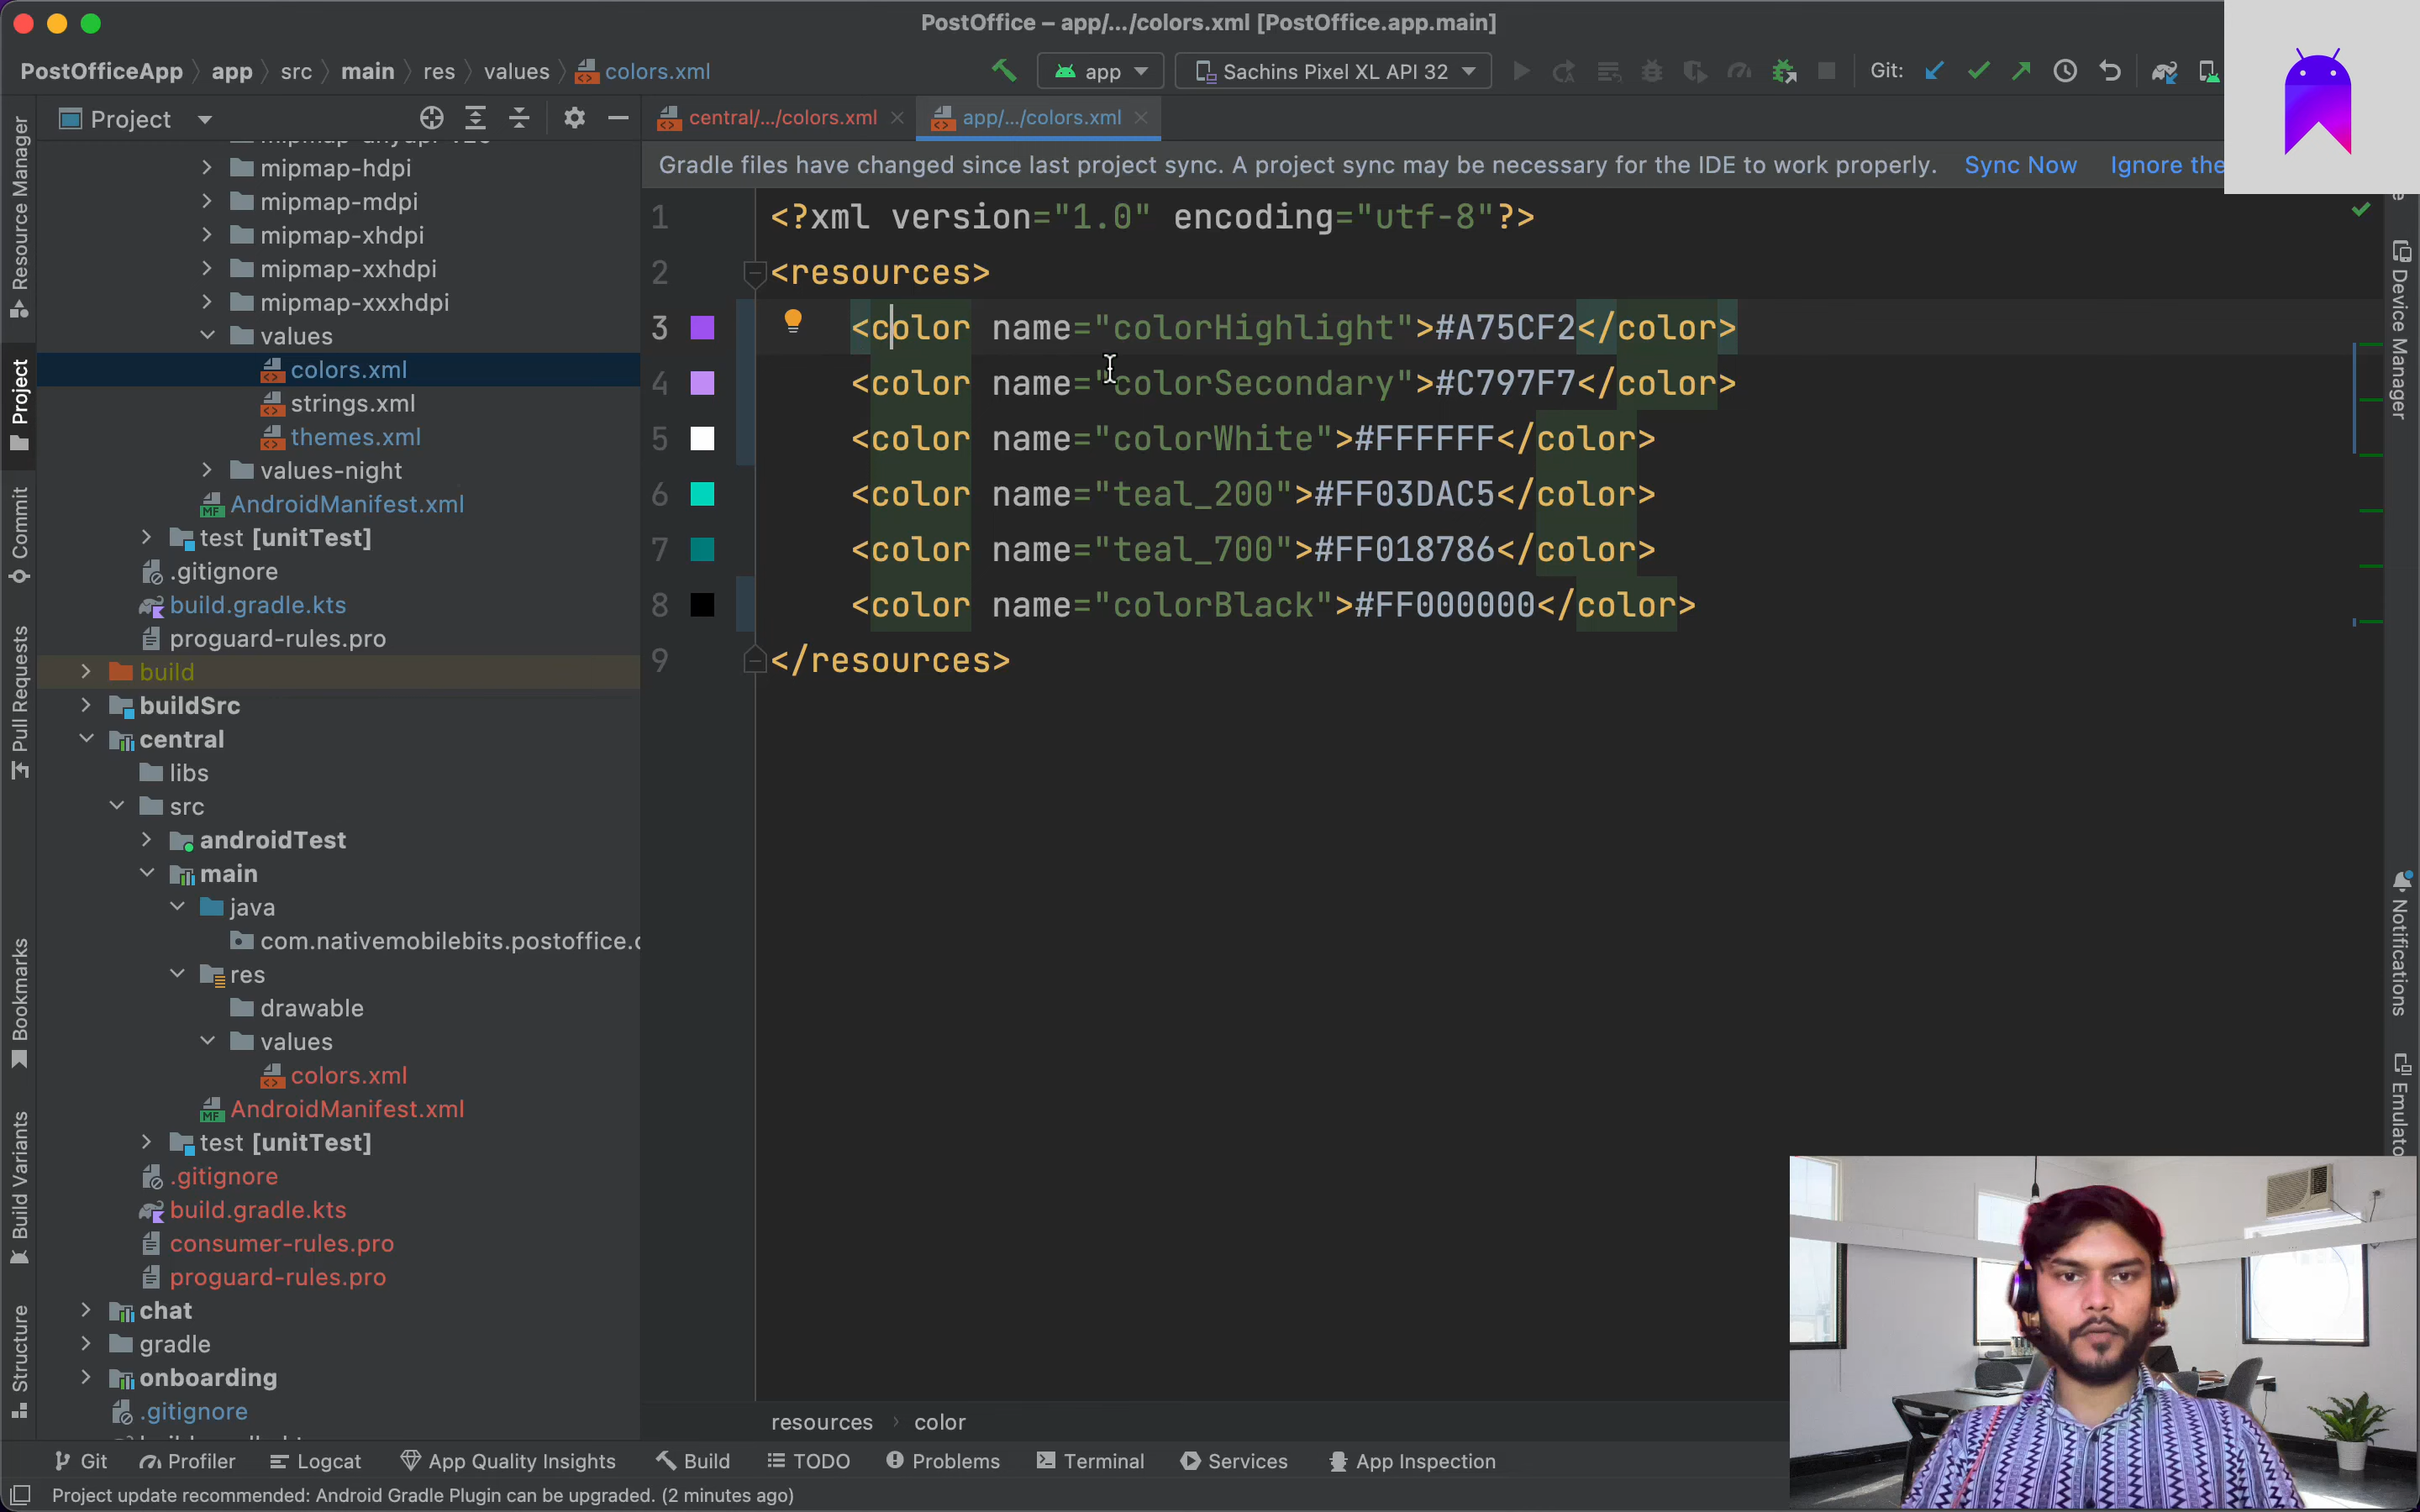 PostOffice – app/.../colors.xml [PostOffice.app.main]
PostOfficeApp
app
src
main
res
values
colors.xml
app
Sachins Pixel XL API 32
Git:
Project
central/.../colors.xml
app/.../colors.xml
Gradle files have changed since last project sync. A project sync may be necessary for the IDE to work properly.
Sync Now
Ignore the
Resource Manager
Project
Commit
Pull Requests
Bookmarks
Build Variants
Structure
mipmap-hdpi
mipmap-mdpi
mipmap-xhdpi
mipmap-xxhdpi
mipmap-xxxhdpi
values
colors.xml
strings.xml
themes.xml
values-night
MF AndroidManifest.xml
test [unitTest]
.gitignore
build.gradle.kts
proguard-rules.pro
build
buildSrc
central
libs
src
androidTest
main
java
com.nativemobilebits.postoffice.c
res
drawable
values
colors.xml
MF AndroidManifest.xml
test [unitTest]
.gitignore
build.gradle.kts
consumer-rules.pro
proguard-rules.pro
chat
gradle
onboarding
.gitignore
1 <?xml version="1.0" encoding="utf-8"?>
2 <resources>
3 <color name="colorHighlight">#A75CF2</color>
4 <color name="colorSecondary">#C797F7</color>
5 <color name="colorWhite">#FFFFFF</color>
6 <color name="teal_200">#FF03DAC5</color>
7 <color name="teal_700">#FF018786</color>
8 <color name="colorBlack">#FF000000</color>
9 </resources>
Device Manager
Notifications
Emulato
resources
color
Git
Profiler
Logcat
App Quality Insights
Build
TODO
Problems
Terminal
Services
App Inspection
Project update recommended: Android Gradle Plugin can be upgraded. (2 minutes ago)